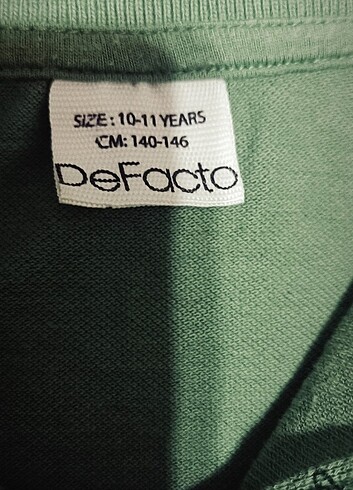 SIZE: 10-11 YEARS
CM: 140-146
DeFacto